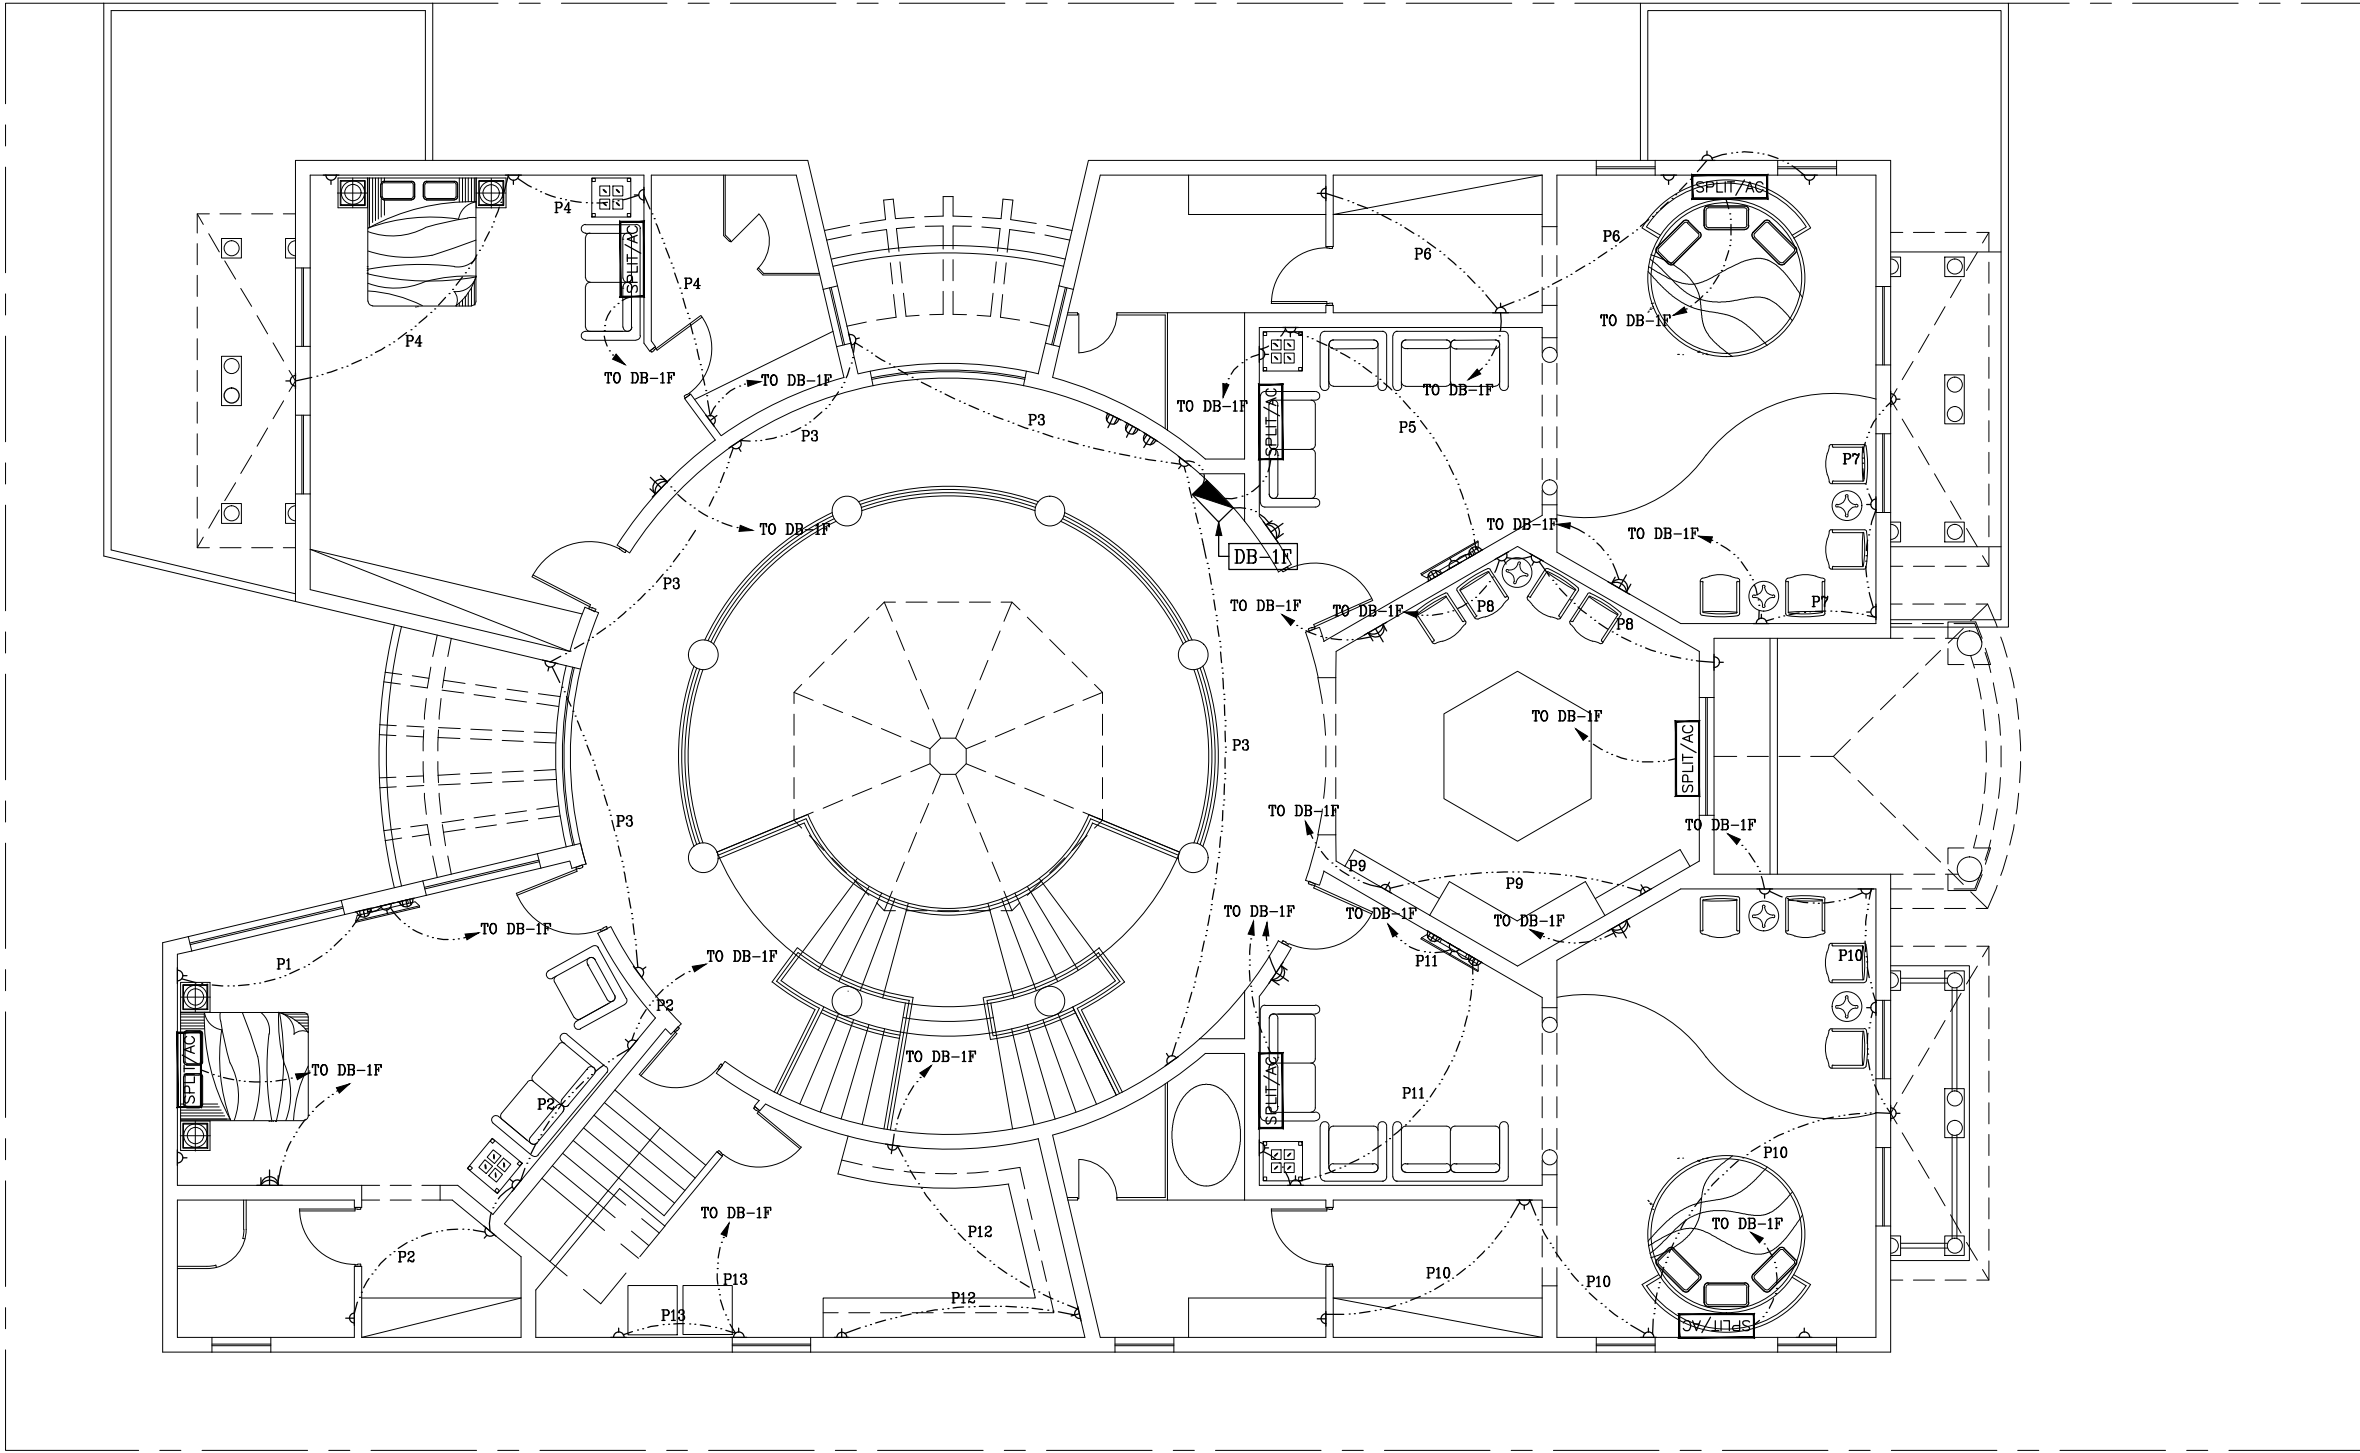 SPLIT/AC
P4
P6
P6
SPLIT/AC
P4
TO DB-1F
P4
TO DB-1F
TO DB-1F
TO DB-1F
TO DB-1F
SPLIT/AC
P3
P3
P5
SPLIT/AC
P7
TO DB-1F
TO DB-1F
TO DB-1F
DB-1F
P3
P7
TO DB-1F
TO DB-1F
P8
P8
TO DB-1F
P3
SPLIT/AC
P3
TO DB-1F
TO DB-1F
P9
P9
TO DB-1F
TO DB-1F
TO DB-1F
TO DB-1F
P1
TO DB-1F
P11
P10
P2
TO DB-1F
SPLIT/AC
TO DB-1F
SPLIT/AC
P2
P11
P10
TO DB-1F
TO DB-1F
P2
P12
P13
P10
P10
P13
P12
SPLIT/AC